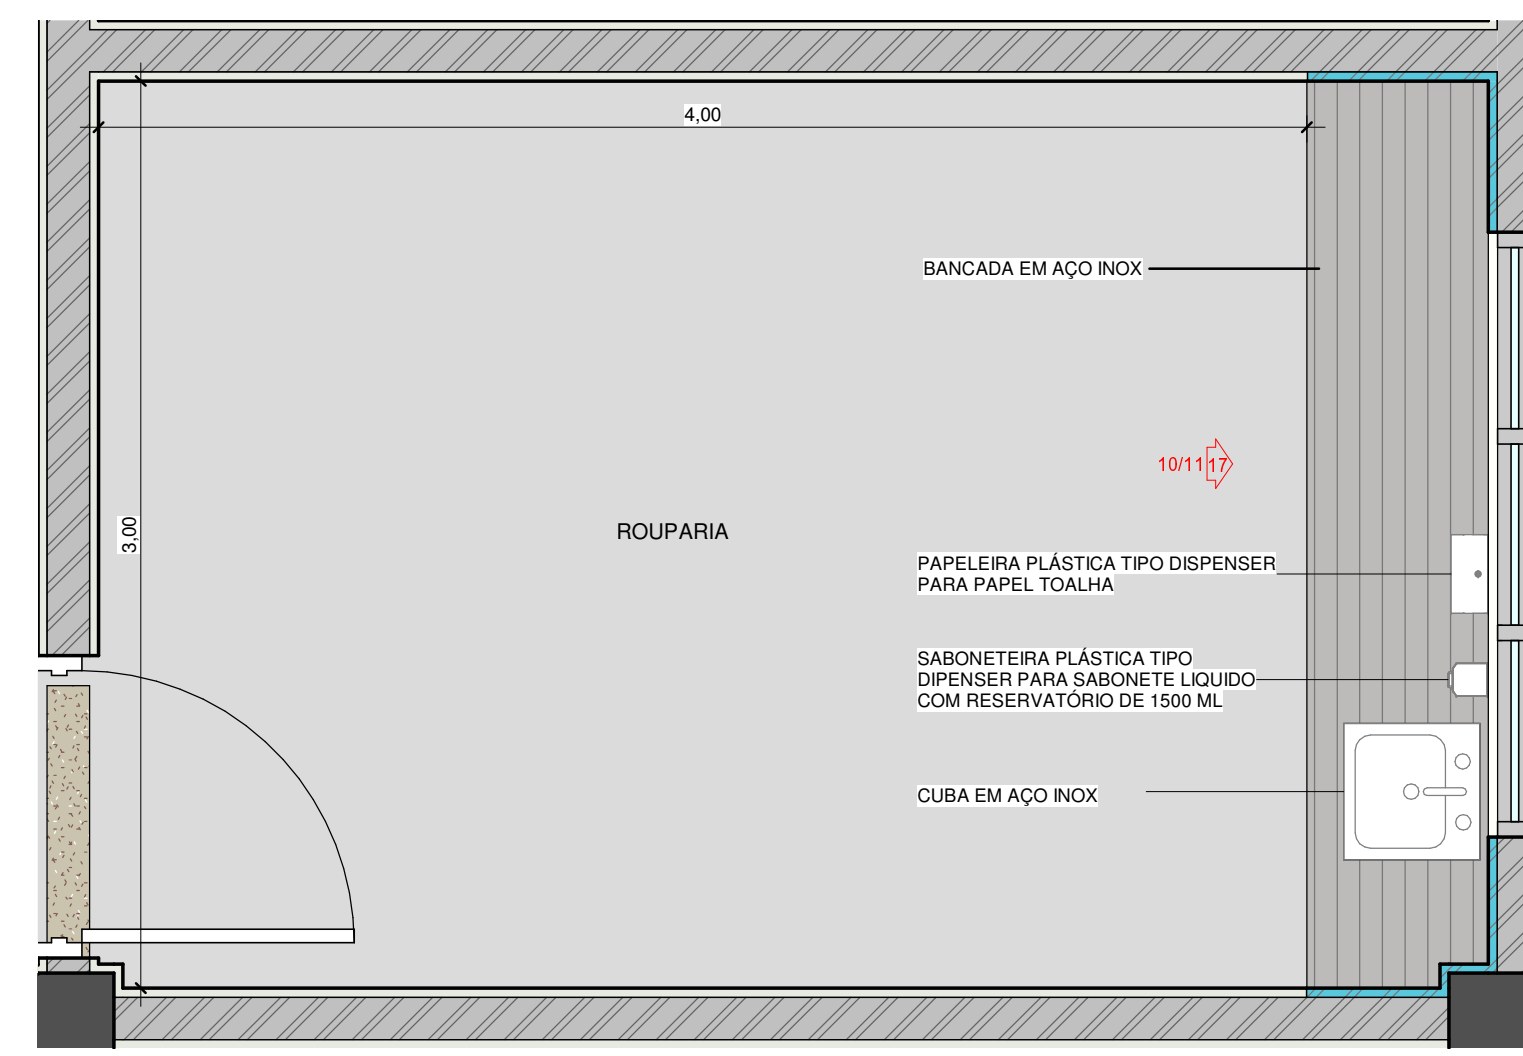 4,00
BANCADA EM AÇO INOX
10/11 17
3,00
ROUPARIA
PAPELEIRA PLÁSTICA TIPO DISPENSER
PARA PAPEL TOALHA
SABONETEIRA PLÁSTICA TIPO
DIPENSER PARA SABONETE LIQUIDO
COM RESERVATÓRIO DE 1500 ML
CUBA EM AÇO INOX